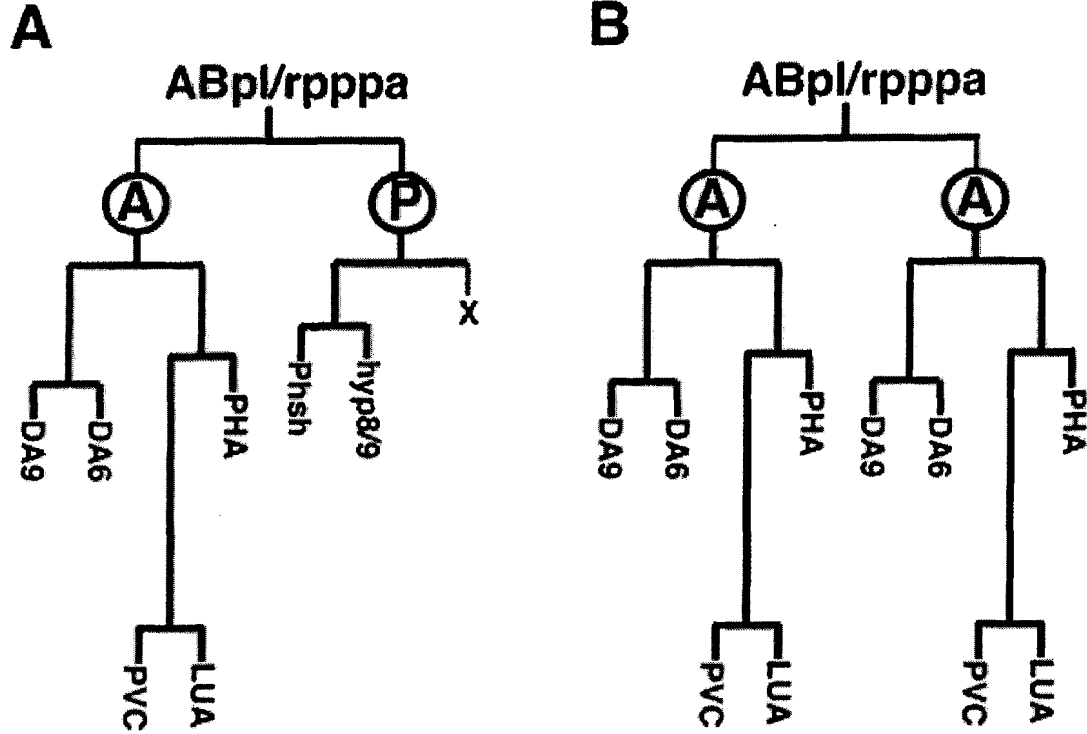 A
B
ABpl/rpppa
ABpl/rpppa
A
P
A
A
X
Phsh
hyp8/9
DA9
DA6
PHA
DA9
DA6
PHA
DA9
DA6
PHA
PVC
LUA
PVC
LUA
PVC
LUA